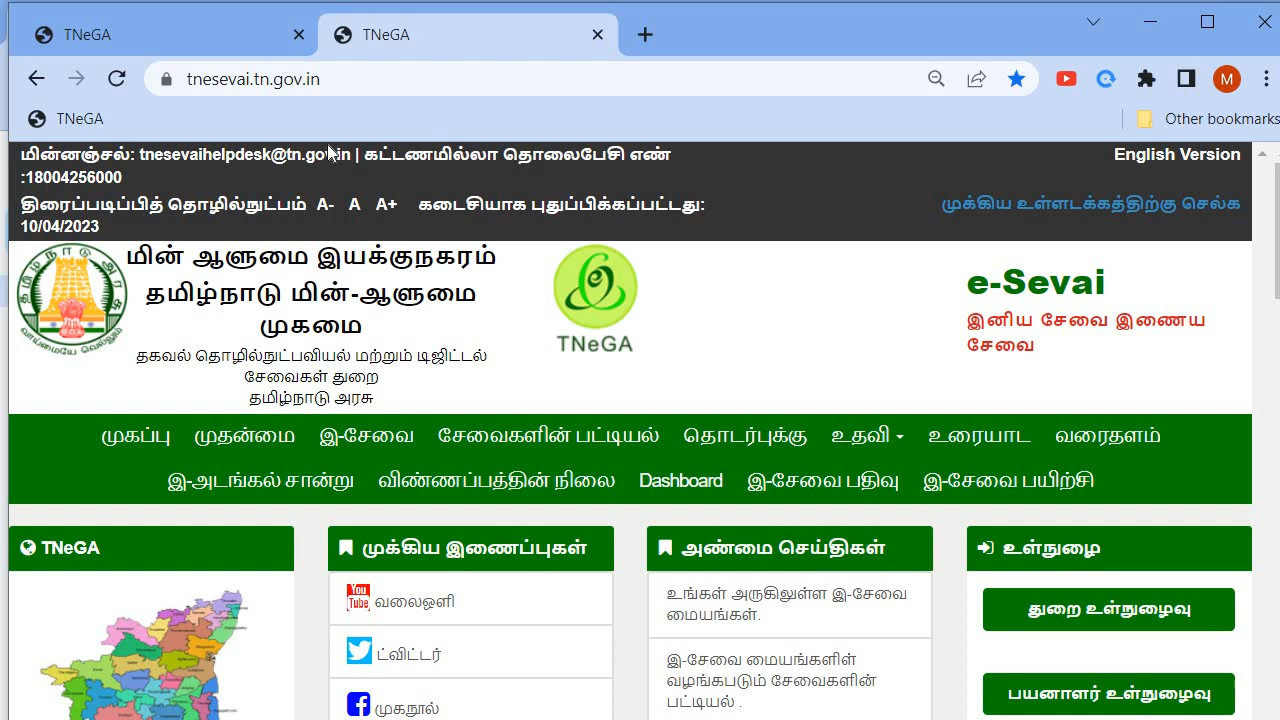 TNeGA
TNeGA
tnesevai.tn.gov.in
M
TNeGA
Other bookmarks
மின்னஞ்சல்: tnesevaihelpdesk@tn.gov.in | கட்டணமில்லா தொலைபேசி எண்
:18004256000
English Version
திரைப்படிப்பித் தொழில்நுட்பம் A- A A+ கடைசியாக புதுப்பிக்கப்பட்டது:
10/04/2023
முக்கிய உள்ளடக்கத்திற்கு செல்க
மின் ஆளுமை இயக்குநகரம்
தமிழ்நாடு மின்-ஆளுமை
முகமை
தகவல் தொழில்நுட்பவியல் மற்றும் டிஜிட்டல்
சேவைகள் துறை
தமிழ்நாடு அரசு
TNeGA
e-Sevai
இனிய சேவை இணைய
சேவை
முகப்பு முதன்மை இ-சேவை சேவைகளின் பட்டியல் தொடர்புக்கு உதவி உரையாட வரைதளம்
இ-அடங்கல் சான்று விண்ணப்பத்தின் நிலை Dashboard இ-சேவை பதிவு இ-சேவை பயிற்சி
TNeGA
முக்கிய இணைப்புகள்
You Tube வலைஒளி
ட்விட்டர்
முகநூல்
அண்மை செய்திகள்
உங்கள் அருகிலுள்ள இ-சேவை
மையங்கள்.
இ-சேவை மையங்களின்
வழங்கபடும் சேவைகளின்
பட்டியல் .
உள்நுழை
துறை உள்நுழைவு
பயனாளர் உள்நுழைவு